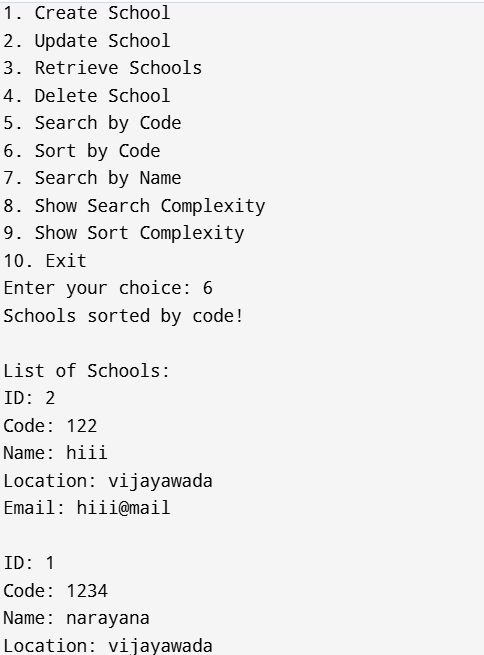 1. Create School
2. Update School
3. Retrieve Schools
4. Delete School
5. Search by Code
6. Sort by Code
7. Search by Name
8. Show Search Complexity
9. Show Sort Complexity
10. Exit
Enter your choice: 6
Schools sorted by code!
List of Schools:
ID: 2
Code: 122
Name: hiii
Location: vijayawada
Email: hiii@mail
ID: 1
Code: 1234
Name: narayana
Location: vijayawada